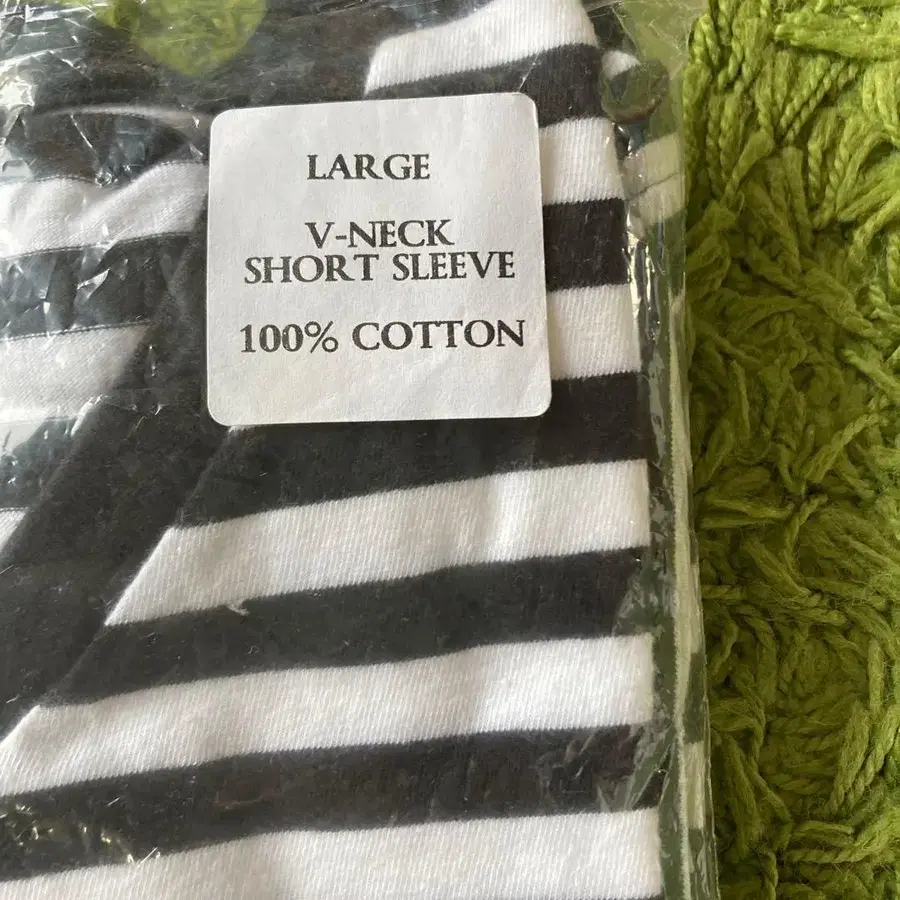 LARGE
V-NECK
SHORT SLEEVE
100% COTTON